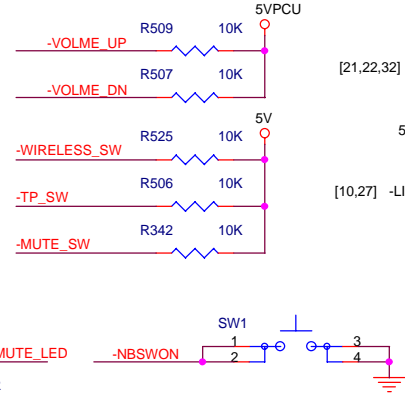 5VPCU
R509 10K
-VOLME_UP
R507 10K
-VOLME_DN
[21,22,32]
5V
5
R525 10K
-WIRELESS_SW
R506 10K
-TP_SW
[10,27] -LI
R342 10K
-MUTE_SW
SW1
MUTE_LED -NBSWON 1 3
2 4